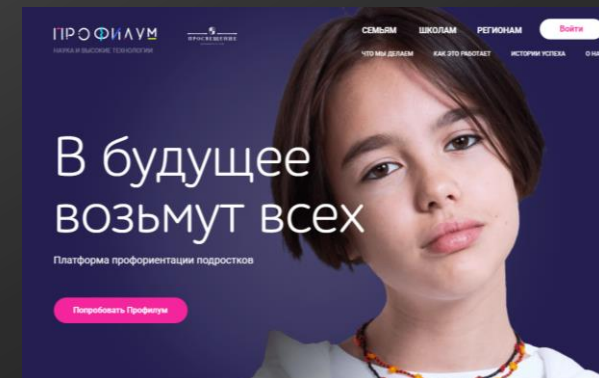 ПРОФИЛУМ
НАУКА И ВЫСОКИЕ ТЕХНОЛОГИИ
ПРОСВЕЩЕНИЕ
СЕМЬЯМ ШКОЛАМ РЕГИОНАМ Войти
ЧТО МЫ ДЕЛАЕМ КАК ЭТО РАБОТАЕТ ИСТОРИИ УСПЕХА О НА
В будущее
возьмут всех
Платформа профориентации подростков
Попробовать Профилум